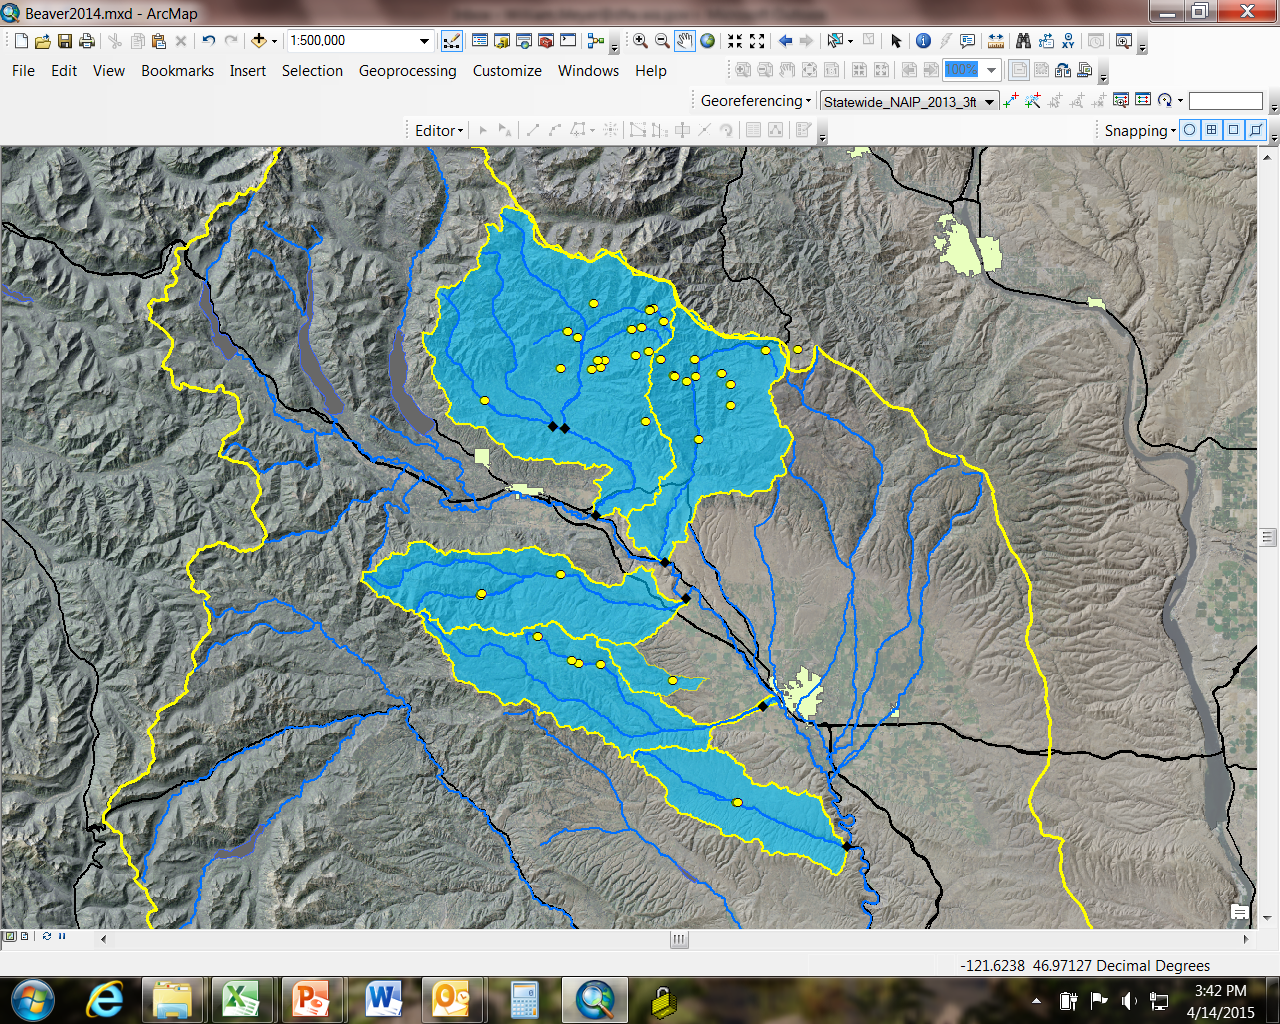 Beaver2014.mxd - ArcMap
1:500,000
File Edit View Bookmarks Insert Selection Geoprocessing Customize Windows Help
100%
Georeferencing Statewide_NAIP_2013_3ft
Editor Snapping
-121.6238 46.97127 Decimal Degrees
3:42 PM
4/14/2015